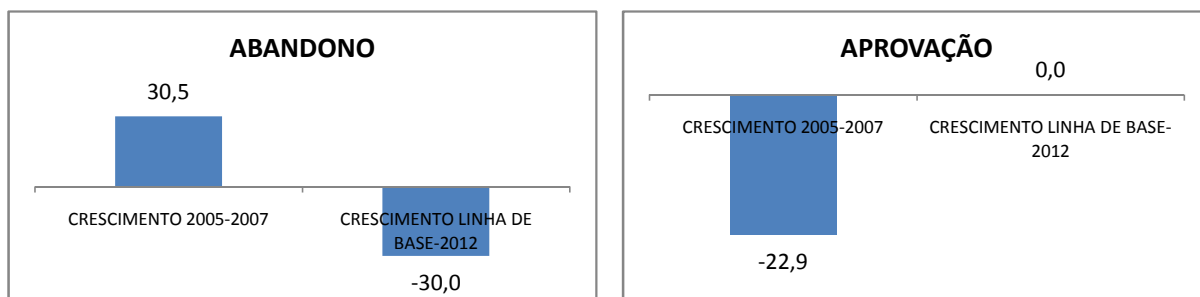 ABANDONO
30,5
CRESCIMENTO 2005-2007
CRESCIMENTO LINHA DE
BASE-2012
-30,0
APROVAÇÃO
0,0
CRESCIMENTO 2005-2007
CRESCIMENTO LINHA DE BASE-
2012
-22,9